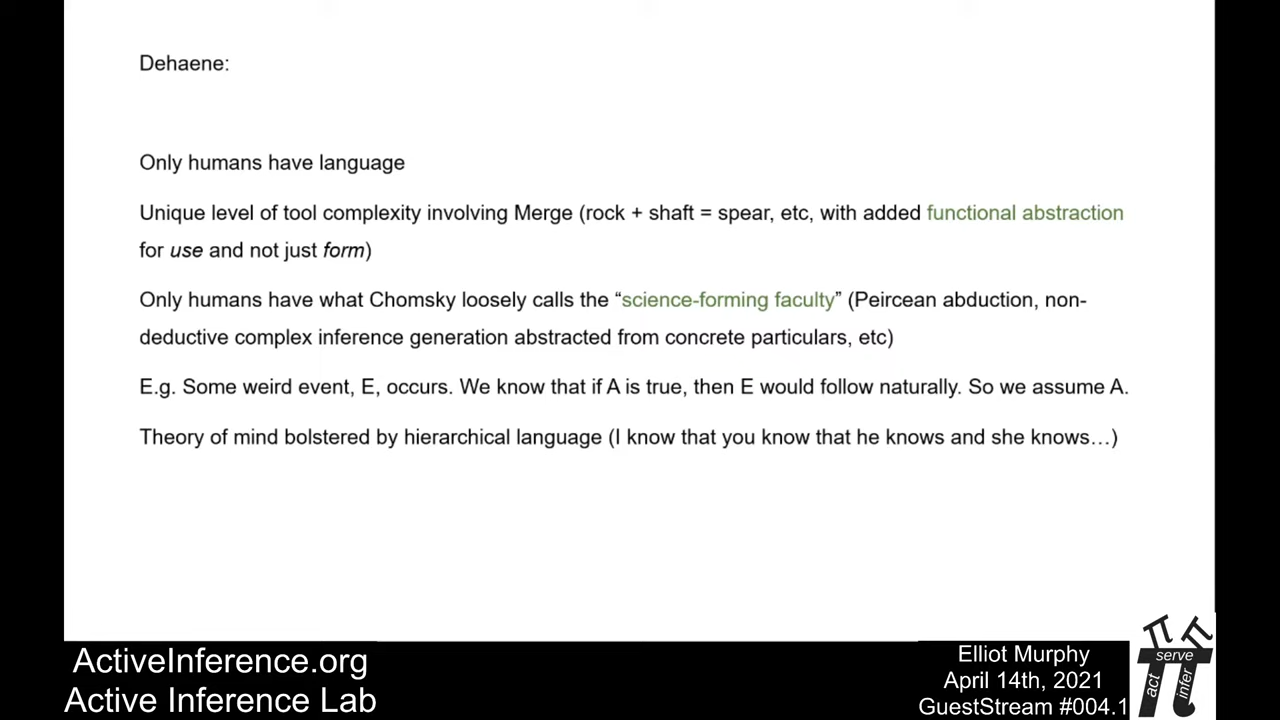 Dehaene:
Only humans have language
Unique level of tool complexity involving Merge (rock + shaft = spear, etc, with added functional abstraction
for use and not just form)
Only humans have what Chomsky loosely calls the “science-forming faculty” (Peircean abduction, non-
deductive complex inference generation abstracted from concrete particulars, etc)
E.g. Some weird event, E, occurs. We know that if A is true, then E would follow naturally. So we assume A.
Theory of mind bolstered by hierarchical language (I know that you know that he knows and she knows…)
ActiveInference.org
Active Inference Lab
Elliot Murphy
April 14th, 2021
GuestStream #004.1
π π
serve
act
infer